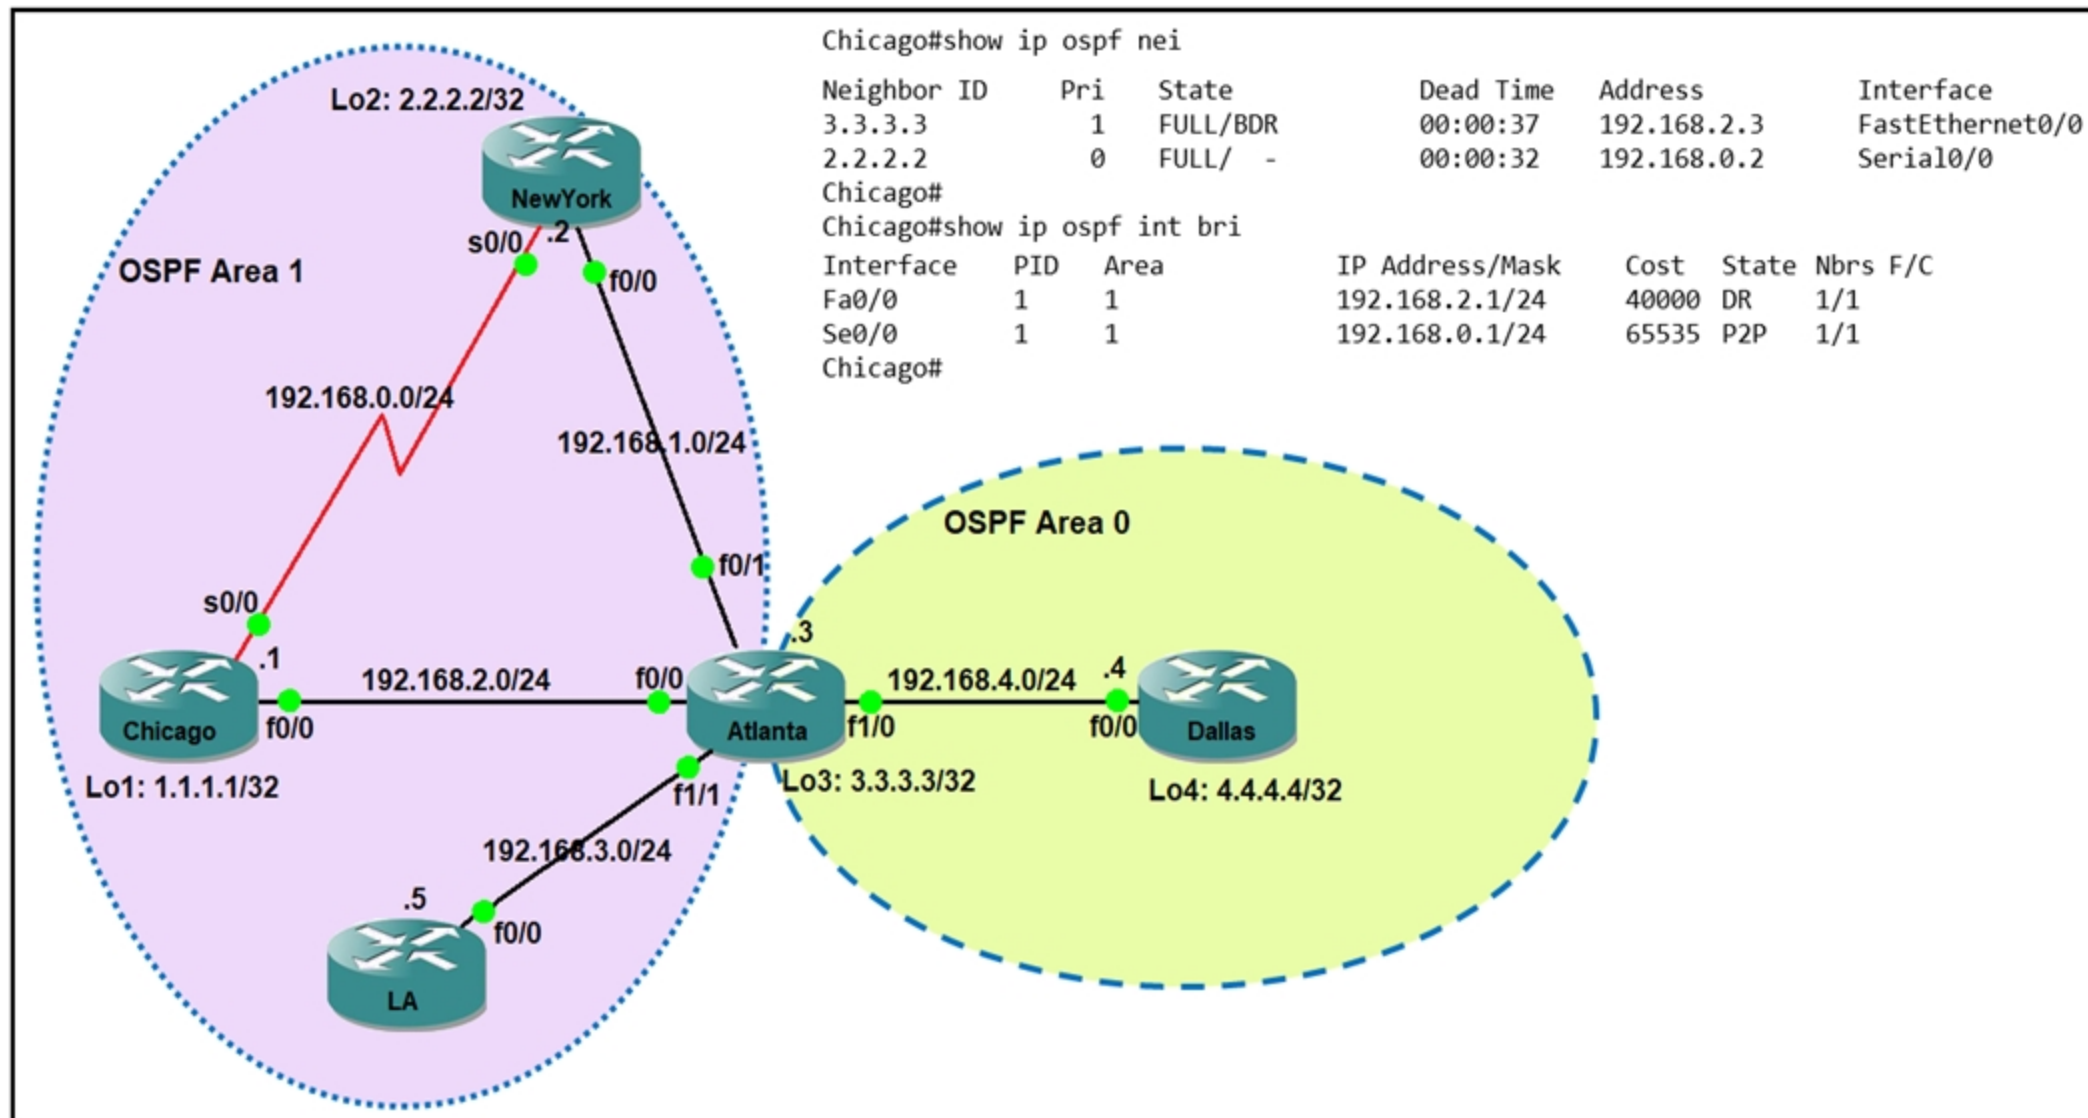 Chicago#show ip ospf nei
Neighbor ID Pri State Dead Time Address Interface
3.3.3.3 1 FULL/BDR 00:00:37 192.168.2.3 FastEthernet0/0
2.2.2.2 0 FULL/ - 00:00:32 192.168.0.2 Serial0/0
Chicago#
Chicago#show ip ospf int bri
Interface PID Area IP Address/Mask Cost State Nbrs F/C
Fa0/0 1 1 192.168.2.1/24 40000 DR 1/1
Se0/0 1 1 192.168.0.1/24 65535 P2P 1/1
Chicago#
Lo2: 2.2.2.2/32
NewYork
s0/0 .2
f0/0
OSPF Area 1
192.168.0.0/24
192.168.1.0/24
OSPF Area 0
f0/1
s0/0
.1
.3
192.168.2.0/24
f0/0
192.168.4.0/24
.4
Chicago
f0/0
Atlanta
f1/0
f0/0
Dallas
Lo1: 1.1.1.1/32
f1/1
Lo3: 3.3.3.3/32
Lo4: 4.4.4.4/32
192.168.3.0/24
.5
f0/0
LA